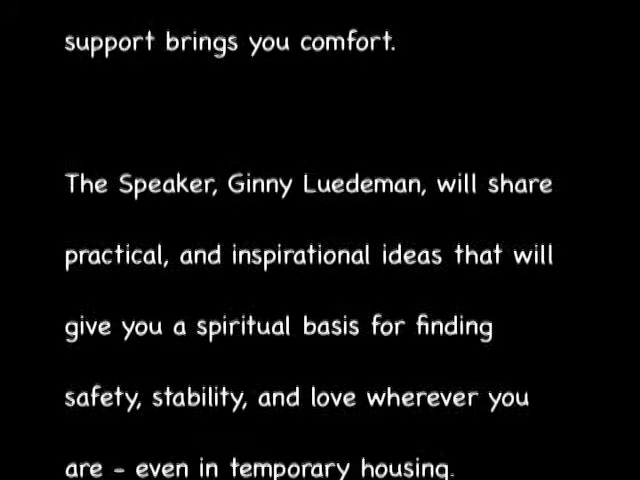 support brings you comfort.
The Speaker, Ginny Luedeman, will share
practical, and inspirational ideas that will
give you a spiritual basis for finding
safety, stability, and love wherever you
are - even in temporary housing.